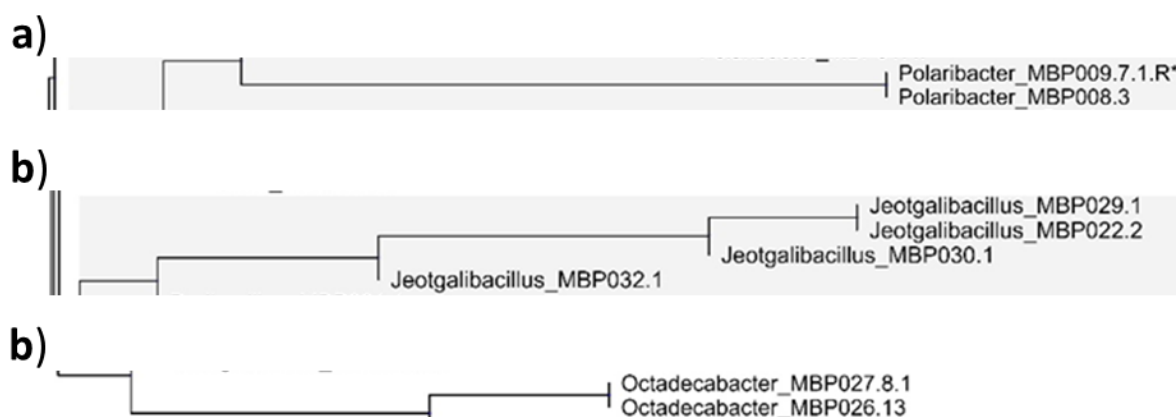 a)
Polaribacter_MBP009.7.1.R*
Polaribacter_MBP008.3
b)
Jeotgalibacillus_MBP029.1
Jeotgalibacillus_MBP022.2
Jeotgalibacillus_MBP030.1
Jeotgalibacillus_MBP032.1
b)
Octadecabacter_MBP027.8.1
Octadecabacter_MBP026.13